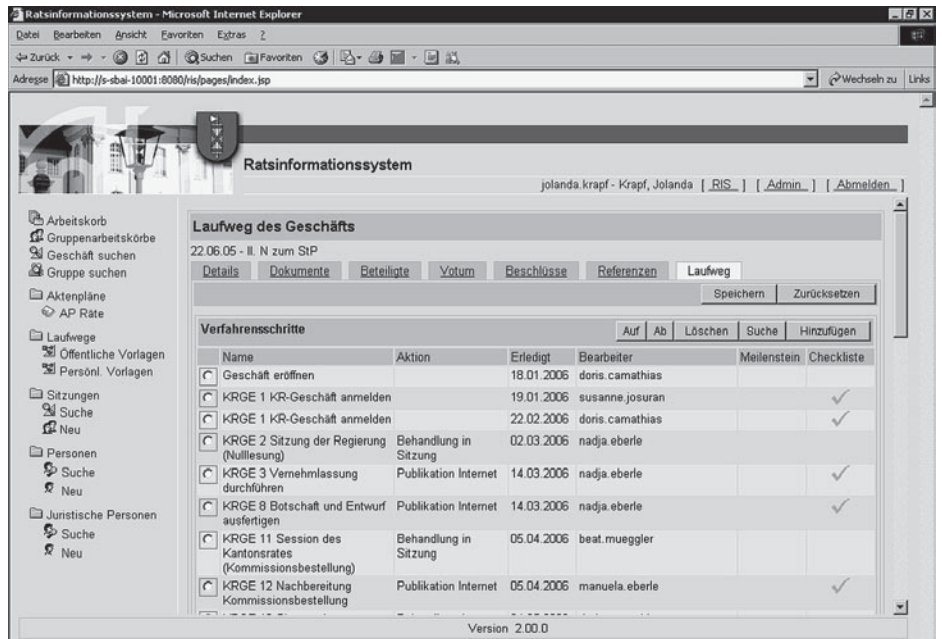 Ratsinformationssystem - Microsoft Internet Explorer
Datei Bearbeiten Ansicht Favoriten Extras ?
Zurück Suchen Favoriten
Adresse http://s-sbai-10001:8080/ris/pages/index.jsp Wechseln zu Links
Ratsinformationssystem
jolanda.krapf - Krapf, Jolanda [ RIS ] [ Admin ] [ Abmelden ]
Arbeitskorb
Gruppenarbeitskörbe
Geschäft suchen
Gruppe suchen
Aktenpläne
AP Räte
Laufwege
Öffentliche Vorlagen
Persönl. Vorlagen
Sitzungen
Suche
Neu
Personen
Suche
Neu
Juristische Personen
Suche
Neu
Laufweg des Geschäfts
22.06.05 - II. N zum StP
Details Dokumente Beteiligte Votum Beschlüsse Referenzen Laufweg
Speichern Zurücksetzen
Verfahrensschritte Auf Ab Löschen Suche Hinzufügen
Name Aktion Erledigt Bearbeiter Meilenstein Checkliste
Geschäft eröffnen 18.01.2006 doris.camathias
KRGE 1 KR-Geschäft anmelden 19.01.2006 susanne.josuran
KRGE 1 KR-Geschäft anmelden 22.02.2006 doris.camathias
KRGE 2 Sitzung der Regierung Behandlung in 02.03.2006 nadja.eberle
(Nulllesung) Sitzung
KRGE 3 Vernehmlassung Publikation Internet 14.03.2006 nadja.eberle
durchführen
KRGE 8 Botschaft und Entwurf Publikation Internet 14.03.2006 nadja.eberle
ausfertigen
KRGE 11 Session des Behandlung in 05.04.2006 beat.mueggler
Kantonsrates Sitzung
(Kommissionsbestellung)
KRGE 12 Nachbereitung Publikation Internet 05.04.2006 manuela.eberle
Kommissionsbestellung
Version 2.00.0